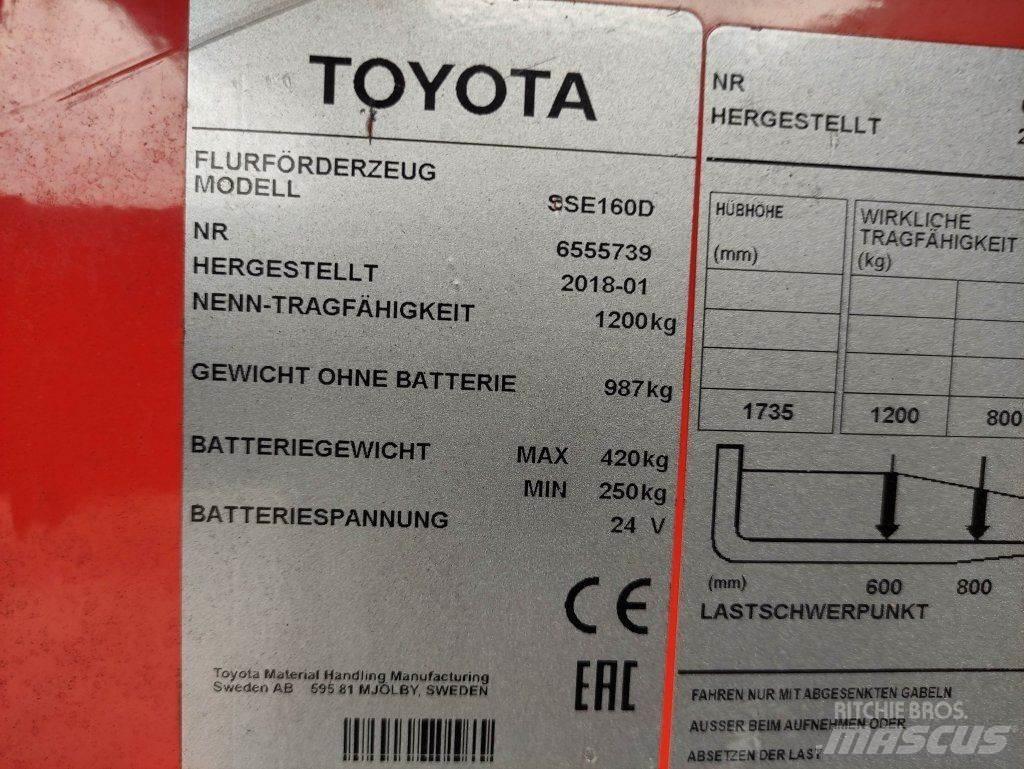 TOYOTA
FLURFÖRDERZEUG
MODELL SSE160D
NR 6555739
HERGESTELLT 2018-01
NENN-TRAGFÄHIGKEIT 1200kg
GEWICHT OHNE BATTERIE 987kg
BATTERIEGEWICHT MAX 420kg
MIN 250kg
BATTERIESPANNUNG 24 V
CE
EAC
Toyota Material Handling Manufacturing
Sweden AB 595 81 MJÖLBY, SWEDEN
NR
HERGESTELLT
HUBHÖHE
(mm)
WIRKLICHE
TRAGFÄHIGKEIT
(kg)
1735 1200 800
(mm) 600 800
LASTSCHWERPUNKT
FAHREN NUR MIT ABGESENKTEN GABELN
AUSSER BEIM AUFNEHMEN ODER
ABSETZEN DER LAST
RITCHIE BROS.
MASCUS